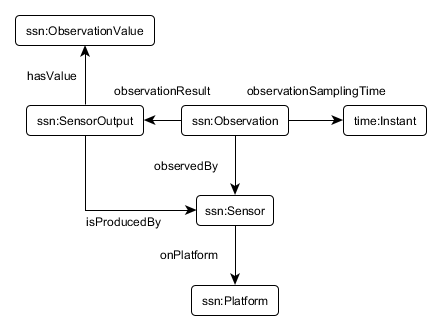 ssn:ObservationValue
hasValue
observationResult
observationSamplingTime
ssn:SensorOutput
ssn:Observation
time:Instant
observedBy
isProducedBy
ssn:Sensor
onPlatform
ssn:Platform